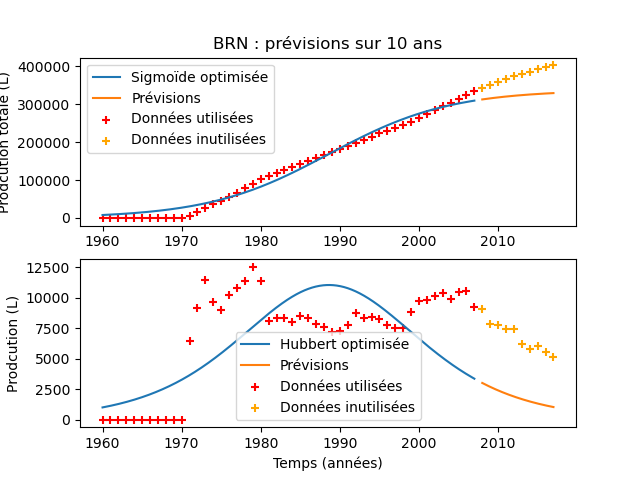 BRN : prévisions sur 10 ans
Prodcution totale (L)
400000
300000
200000
100000
0
Sigmoïde optimisée
Prévisions
Données utilisées
Données inutilisées
1960 1970 1980 1990 2000 2010
Prodcution (L)
12500
10000
7500
5000
2500
0
Hubbert optimisée
Prévisions
Données utilisées
Données inutilisées
1960 1970 1980 1990 2000 2010
Temps (années)